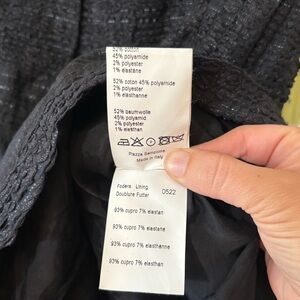 52% cotton
45% polyamide
2% polyester
1% elastane
52% coton 45% polyamide
2% polyester
1% elasthanne
52% baumwolle
45% polyamid
2% polyester
1% elasthan
Piazza Sempione
Made in Italy
Fodera Lining
Doublure Futter 0522
93% cupro 7% elastan
93% cupro 7% elastane
93% cupro 7% elasthanne
93% cupro 7% elasthan